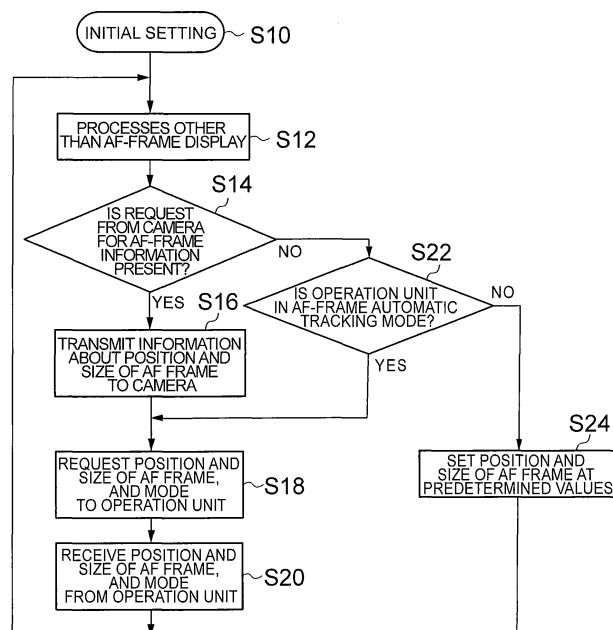 INITIAL SETTING
S10
PROCESSES OTHER
THAN AF-FRAME DISPLAY
S12
S14
IS REQUEST
FROM CAMERA
FOR AF-FRAME
INFORMATION
PRESENT?
NO
YES
S22
IS OPERATION UNIT
IN AF-FRAME AUTOMATIC
TRACKING MODE?
NO
YES
S16
TRANSMIT INFORMATION
ABOUT POSITION AND
SIZE OF AF FRAME
TO CAMERA
S24
SET POSITION AND
SIZE OF AF FRAME AT
PREDETERMINED VALUES
REQUEST POSITION AND
SIZE OF AF FRAME,
AND MODE
TO OPERATION UNIT
S18
RECEIVE POSITION AND
SIZE OF AF FRAME,
AND MODE
FROM OPERATION UNIT
S20